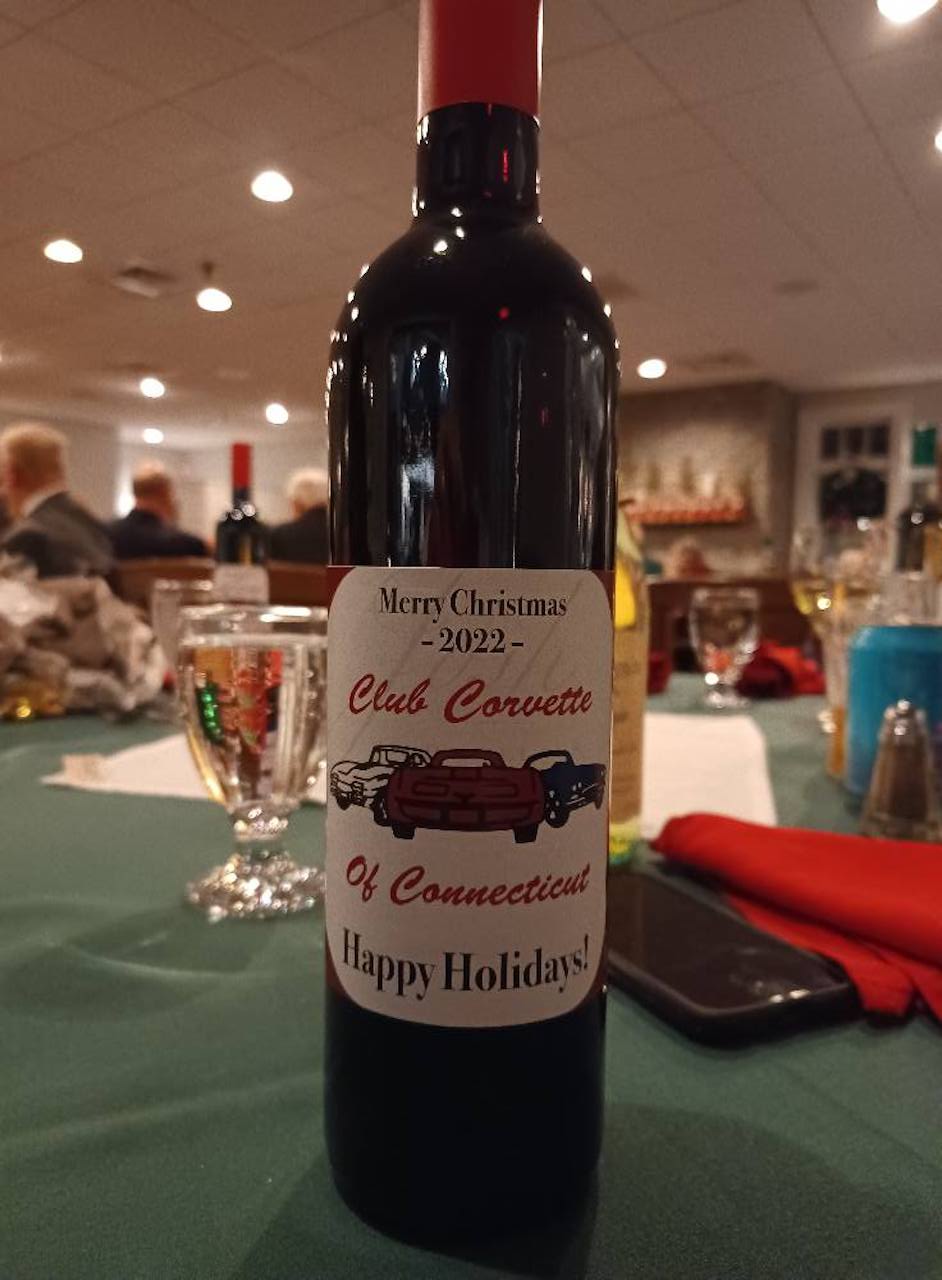 Merry Christmas
- 2022 -
Club Corvette
Of Connecticut
Happy Holidays!